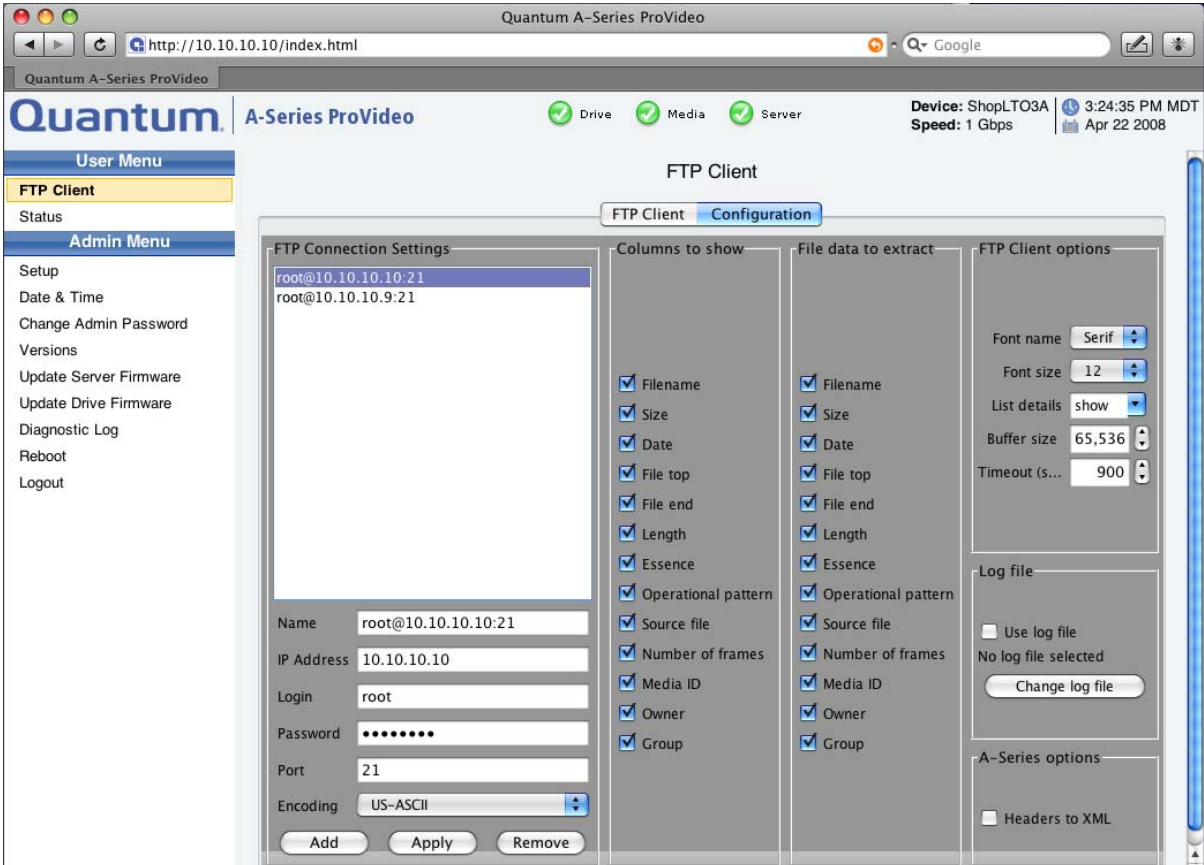 Quantum A-Series ProVideo
http://10.10.10.10/index.html
Google
Quantum A-Series ProVideo
Quantum. A-Series ProVideo
Drive Media Server
Device: ShopLTO3A 3:24:35 PM MDT
Speed: 1 Gbps Apr 22 2008
User Menu
FTP Client
Status
Admin Menu
Setup
Date & Time
Change Admin Password
Versions
Update Server Firmware
Update Drive Firmware
Diagnostic Log
Reboot
Logout
FTP Client
FTP Client Configuration
FTP Connection Settings
root@10.10.10.10:21
root@10.10.10.9:21
Name root@10.10.10.10:21
IP Address 10.10.10.10
Login root
Password ••••••••
Port 21
Encoding US-ASCII
Add Apply Remove
Columns to show
Filename
Size
Date
File top
File end
Length
Essence
Operational pattern
Source file
Number of frames
Media ID
Owner
Group
File data to extract
Filename
Size
Date
File top
File end
Length
Essence
Operational pattern
Source file
Number of frames
Media ID
Owner
Group
FTP Client options
Font name Serif
Font size 12
List details show
Buffer size 65,536
Timeout (s... 900
Log file
Use log file
No log file selected
Change log file
A-Series options
Headers to XML